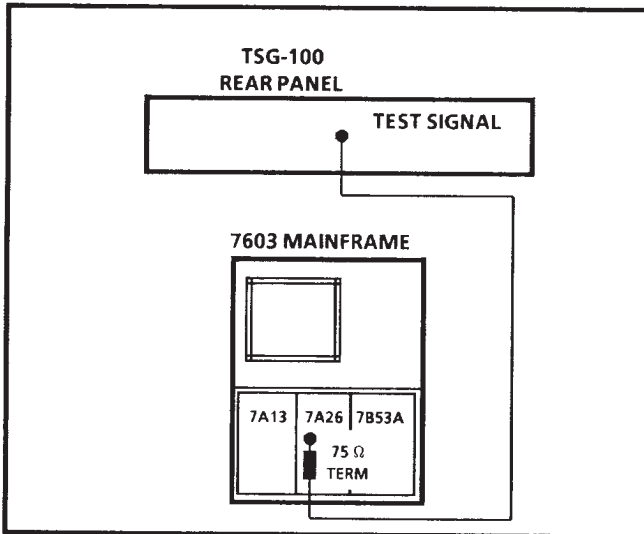 TSG-100
REAR PANEL
TEST SIGNAL
7603 MAINFRAME
7A13 7A26 7B53A
75 Ω
TERM